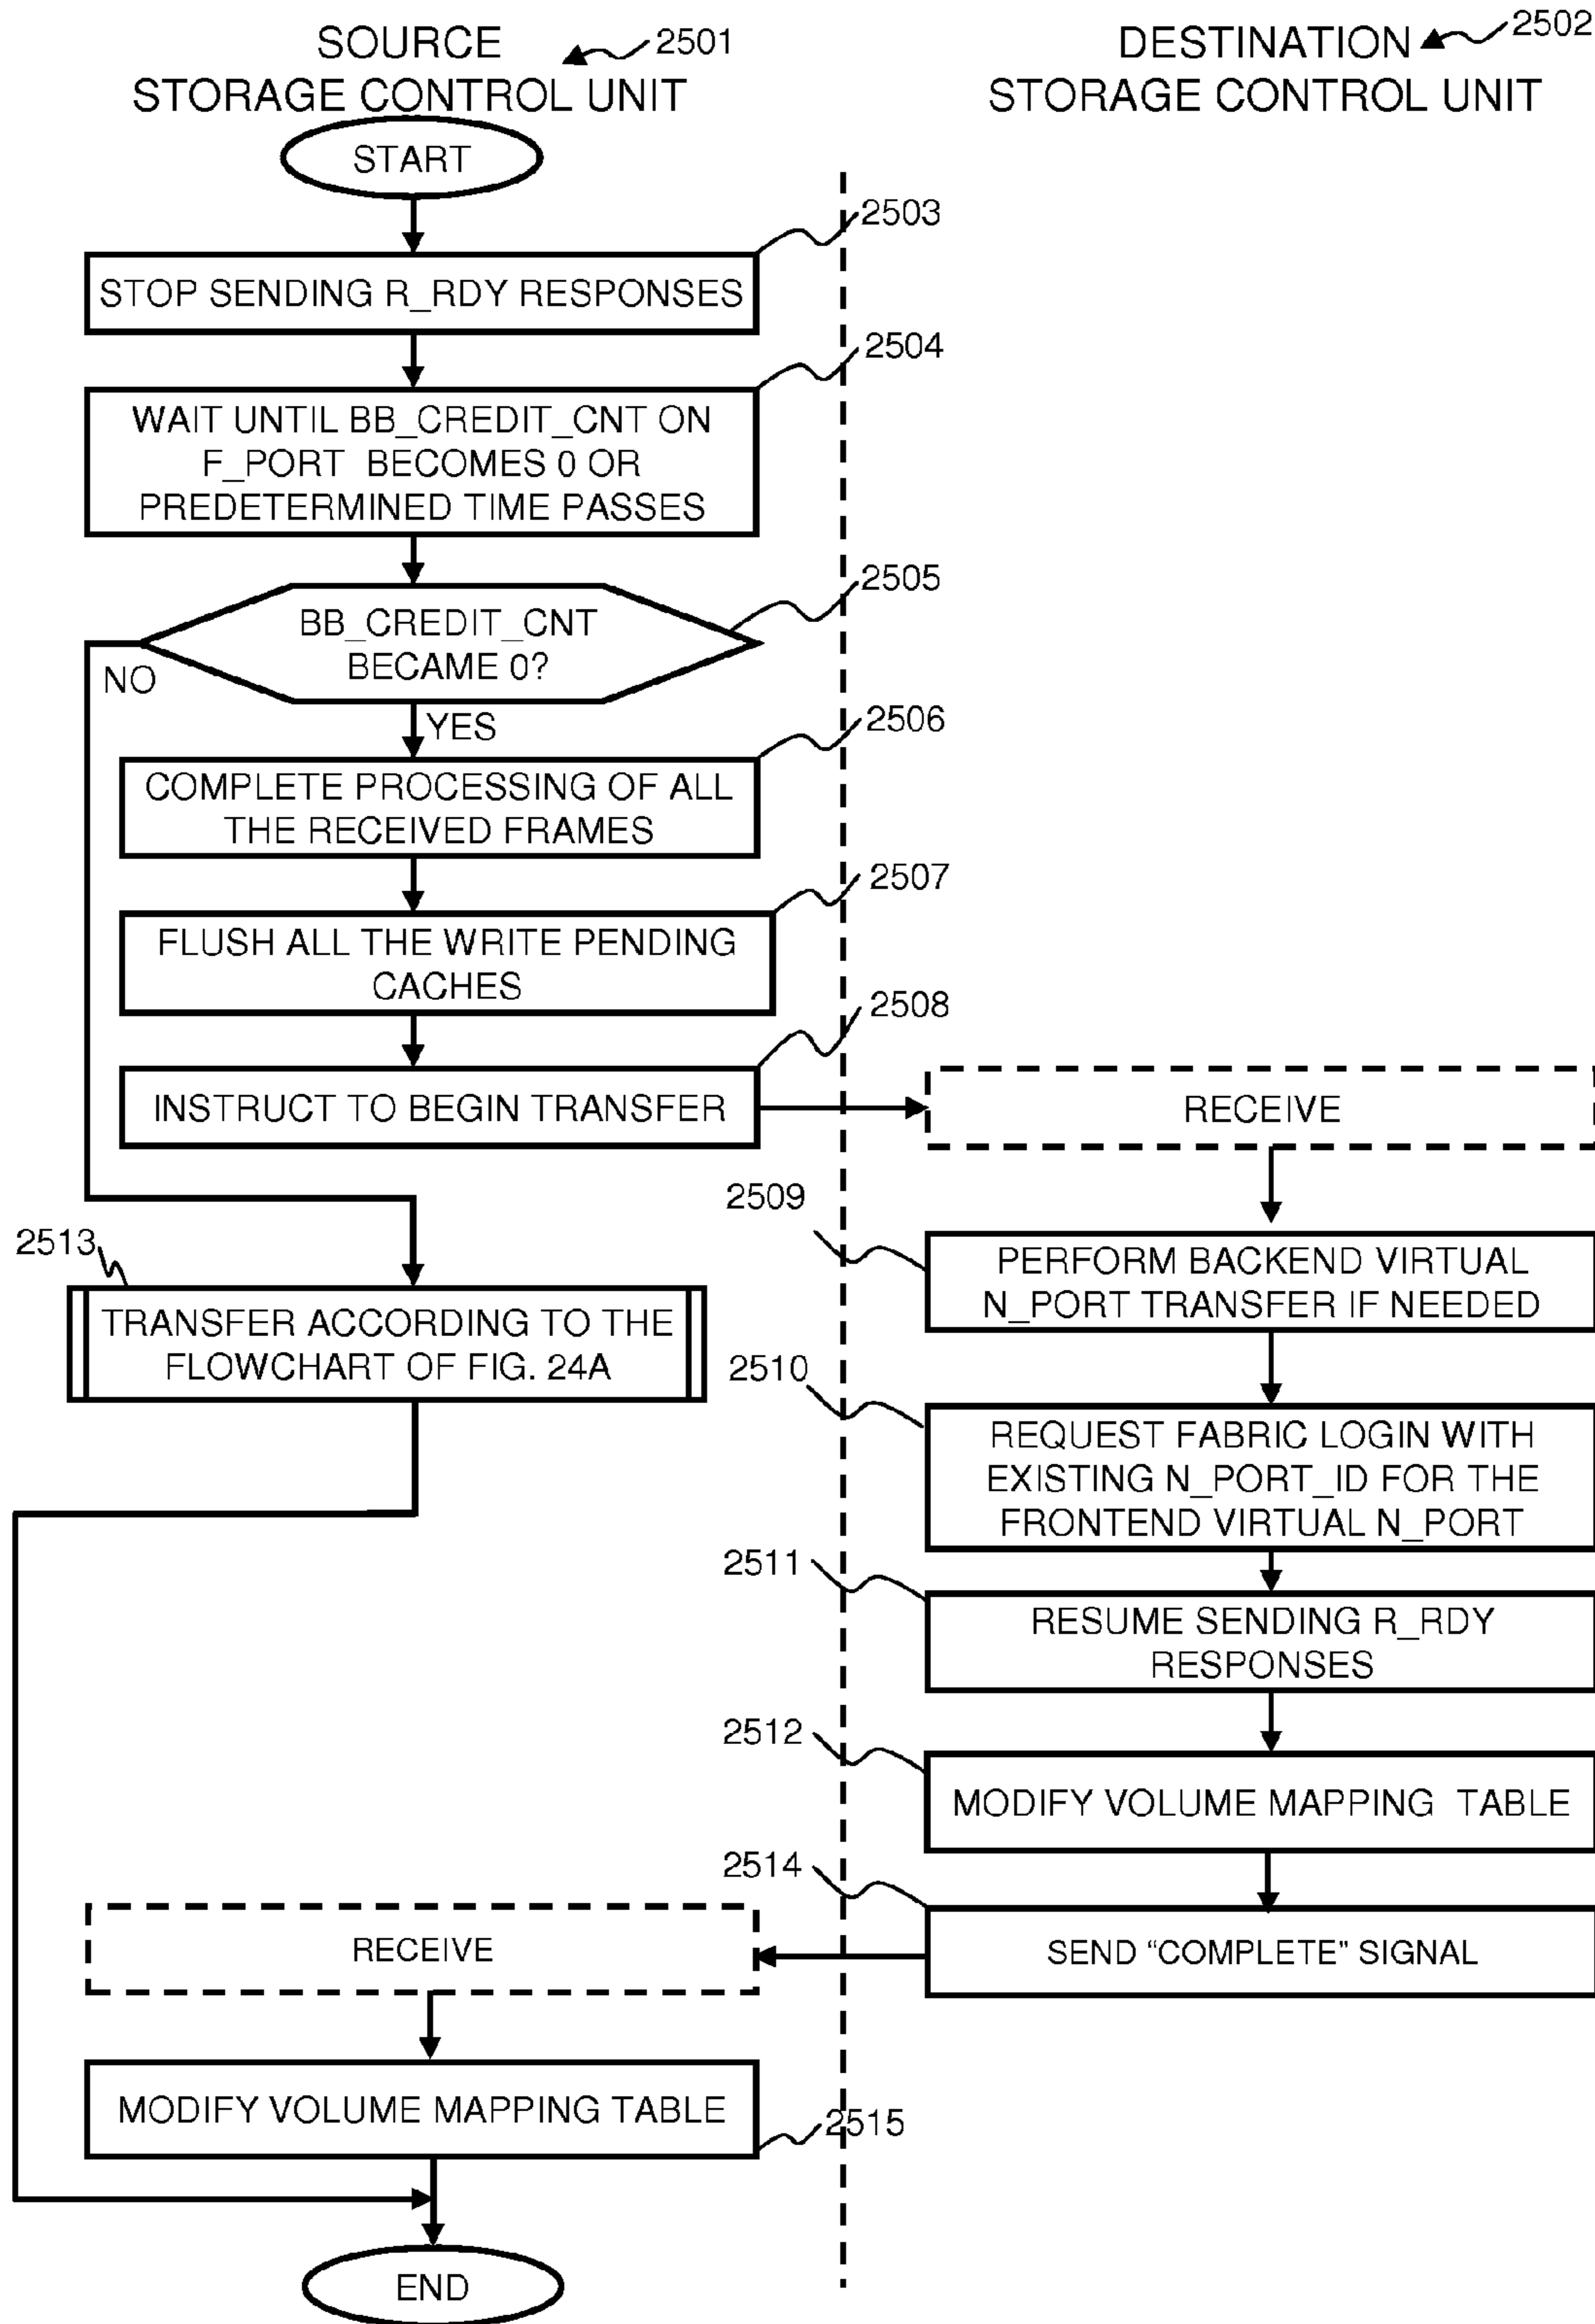 SOURCE
STORAGE CONTROL UNIT
2501
DESTINATION
STORAGE CONTROL UNIT
2502
START
2503
STOP SENDING R_RDY RESPONSES
2504
WAIT UNTIL BB_CREDIT_CNT ON
F_PORT BECOMES 0 OR
PREDETERMINED TIME PASSES
2505
BB_CREDIT_CNT
BECAME 0?
NO
YES
2506
COMPLETE PROCESSING OF ALL
THE RECEIVED FRAMES
2507
FLUSH ALL THE WRITE PENDING
CACHES
2508
INSTRUCT TO BEGIN TRANSFER
RECEIVE
2509
PERFORM BACKEND VIRTUAL
N_PORT TRANSFER IF NEEDED
2513
TRANSFER ACCORDING TO THE
FLOWCHART OF FIG. 24A
2510
REQUEST FABRIC LOGIN WITH
EXISTING N_PORT_ID FOR THE
FRONTEND VIRTUAL N_PORT
2511
RESUME SENDING R_RDY
RESPONSES
2512
MODIFY VOLUME MAPPING TABLE
2514
SEND “COMPLETE" SIGNAL
RECEIVE
MODIFY VOLUME MAPPING TABLE
2515
END